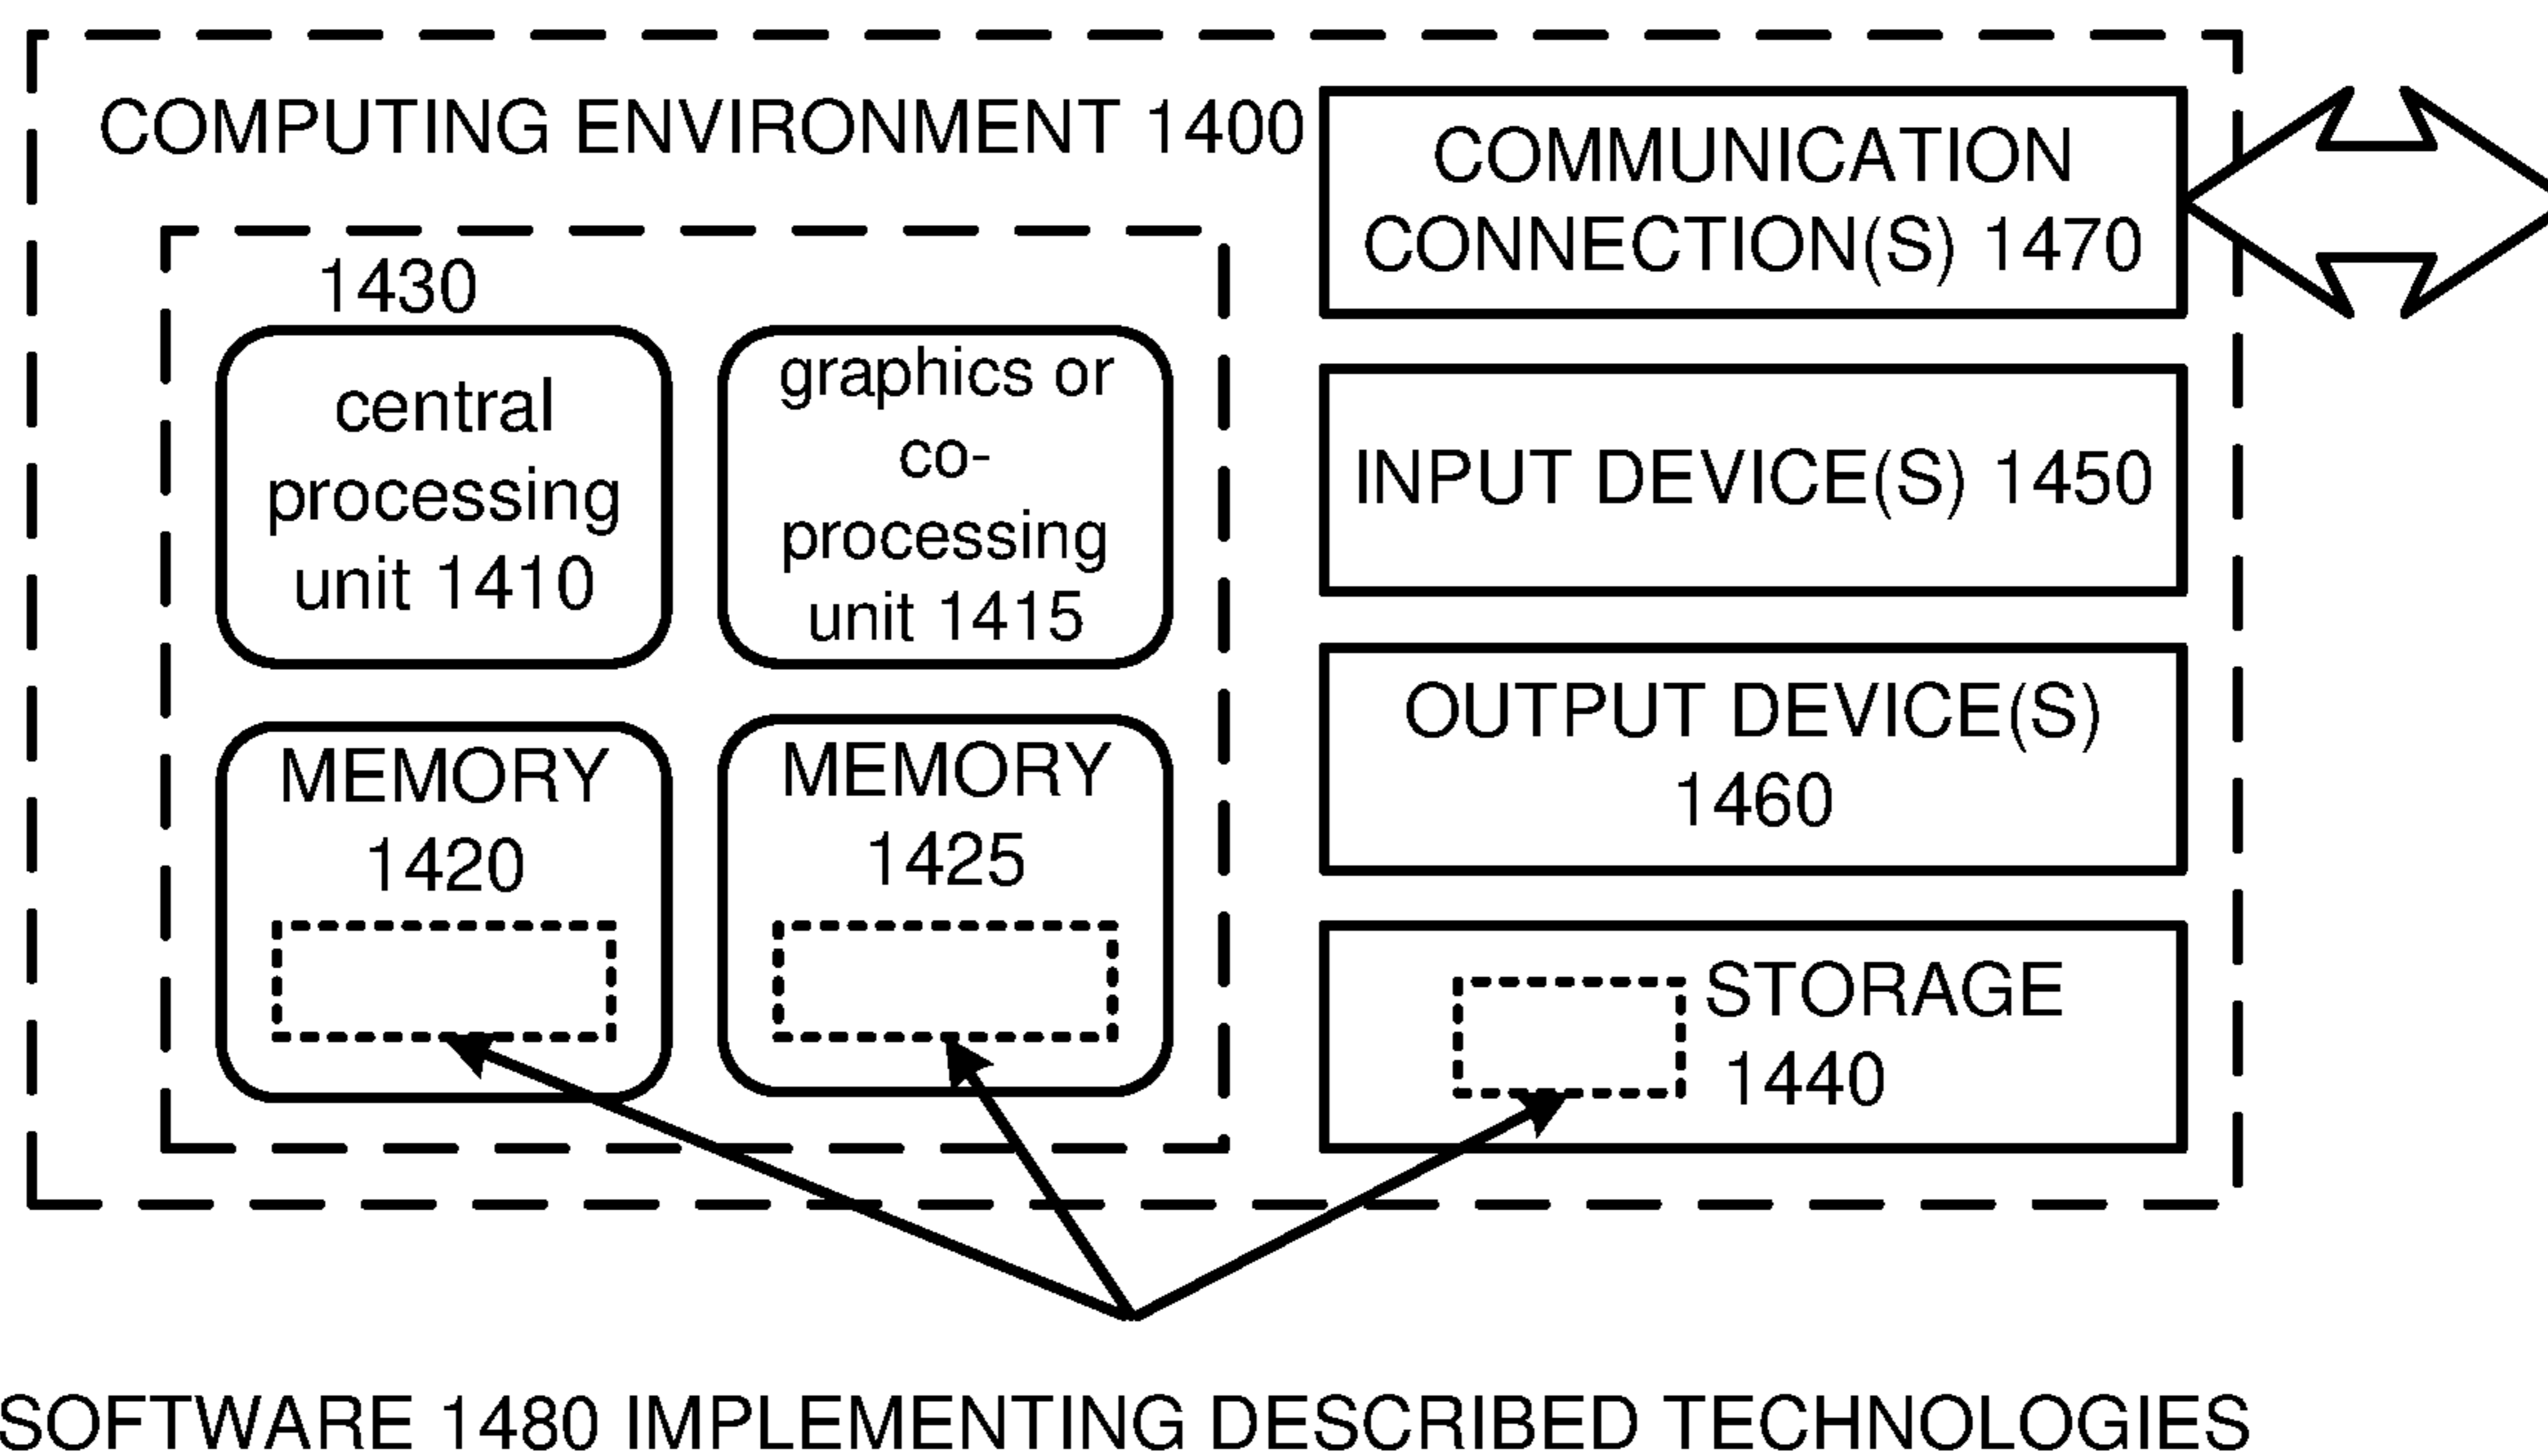 COMPUTING ENVIRONMENT 1400
COMMUNICATION
CONNECTION(S) 1470
1430
central
processing
unit 1410
graphics or
co-
processing
unit 1415
INPUT DEVICE(S) 1450
OUTPUT DEVICE(S)
1460
MEMORY
1420
MEMORY
1425
STORAGE
1440
SOFTWARE 1480 IMPLEMENTING DESCRIBED TECHNOLOGIES